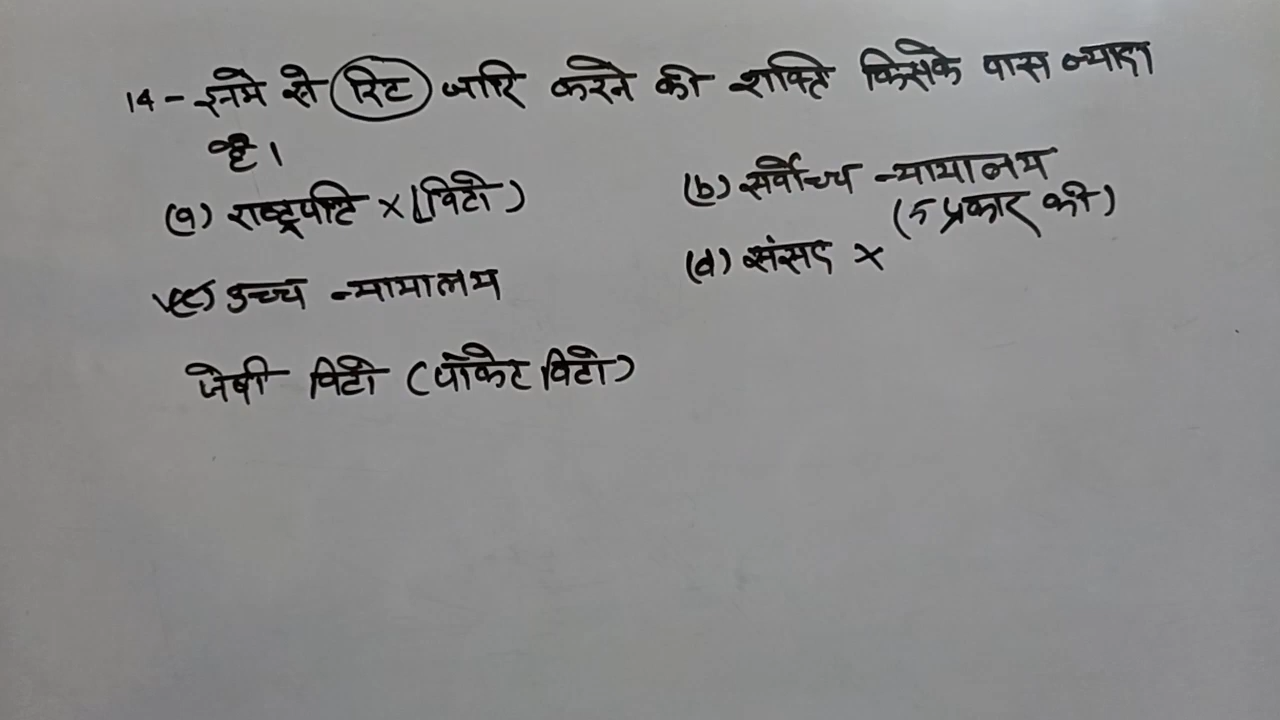 14 - इनमे से रिट जारि करने की शक्ति किसके पास ज्यादा
है।
(a) राष्ट्रपति × (विटो)
(b) सर्वोच्च न्यायालय
(5 प्रकार की)
(c) उच्च न्यायालय
(d) संसद ×
जेबी विटो (पॉकेट विटो)